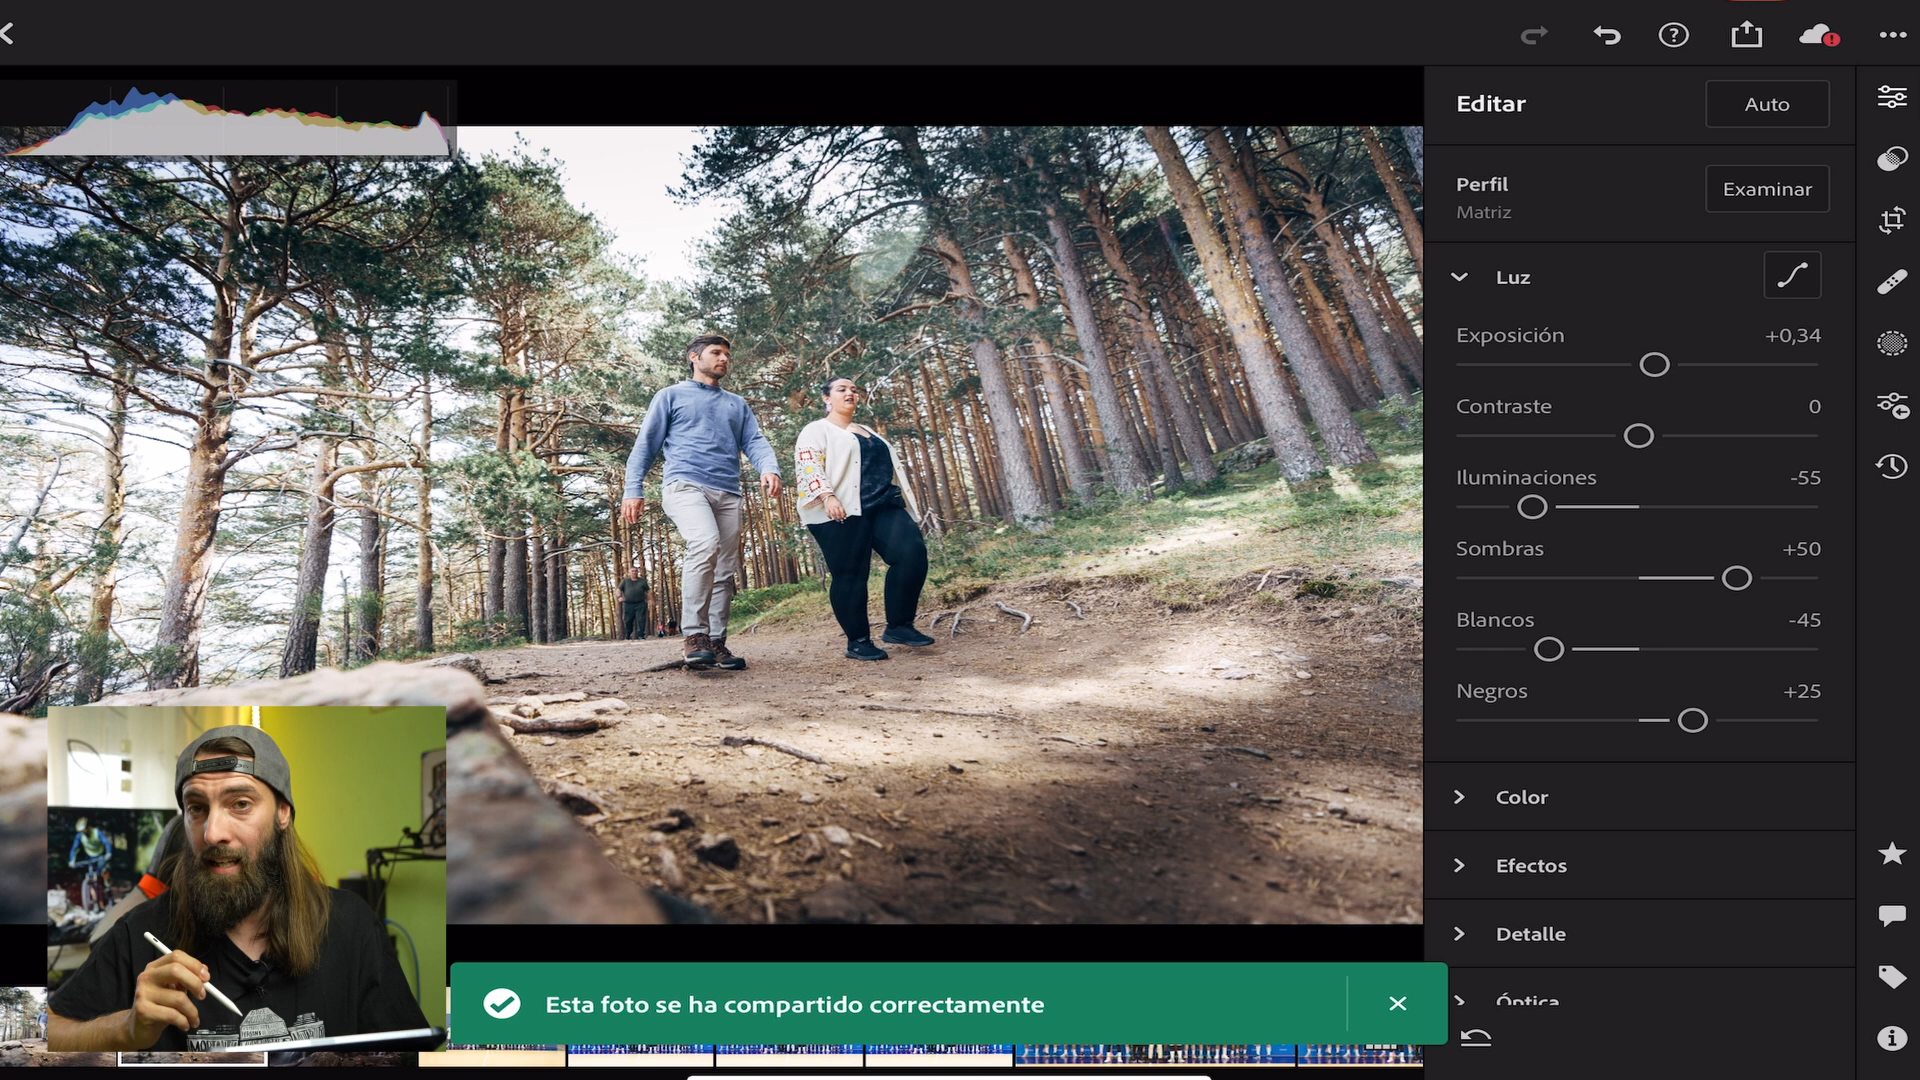 Editar
Auto
Perfil
Matriz
Examinar
Luz
Exposición +0,34
Contraste 0
Iluminaciones -55
Sombras +50
Blancos -45
Negros +25
Color
Efectos
Detalle
Óptica
Esta foto se ha compartido correctamente